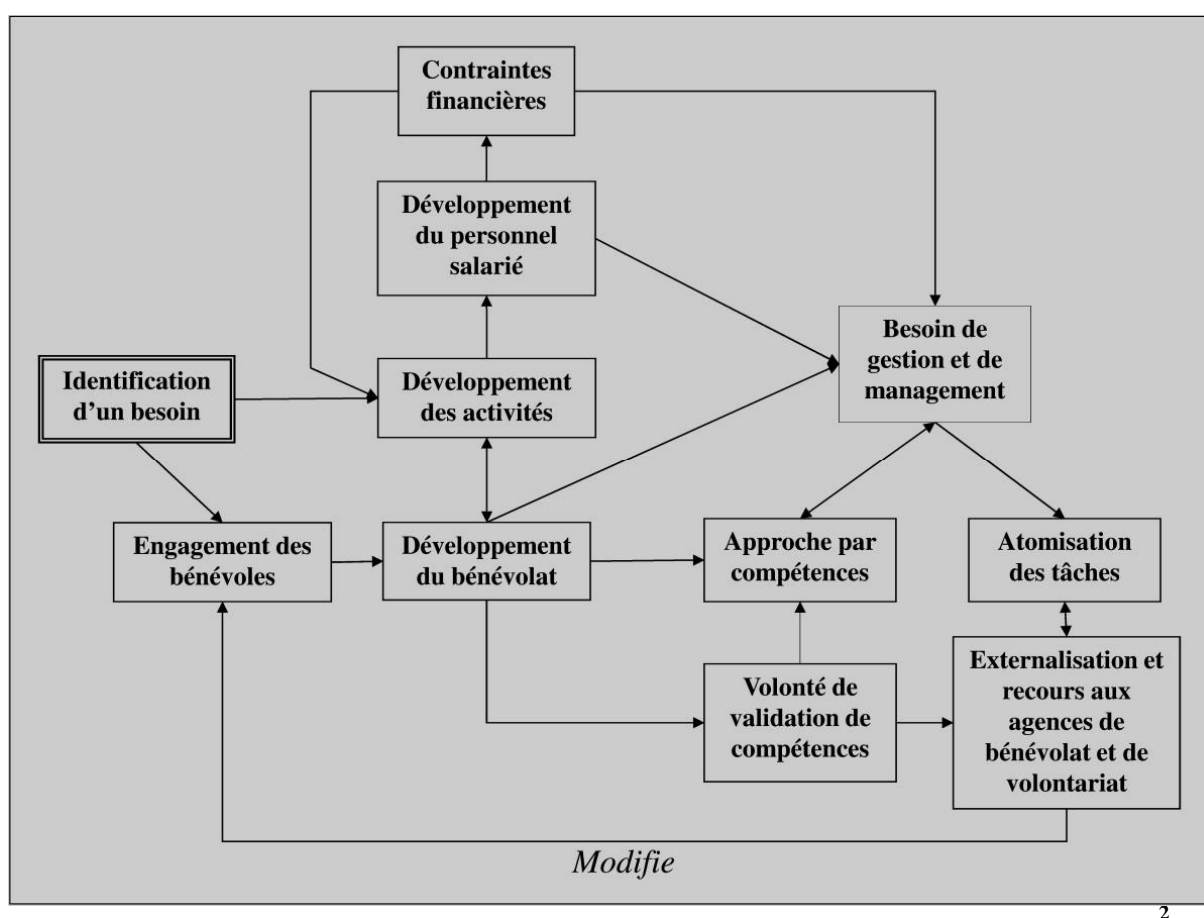 Contraintes
financières
Développement
du personnel
salarié
Besoin de
gestion et de
management
Identification
d’un besoin
Développement
des activités
Engagement des
bénévoles
Développement
du bénévolat
Approche par
compétences
Atomisation
des tâches
Volonté de
validation de
compétences
Externalisation et
recours aux
agences de
bénévolat et de
volontariat
Modifie
2